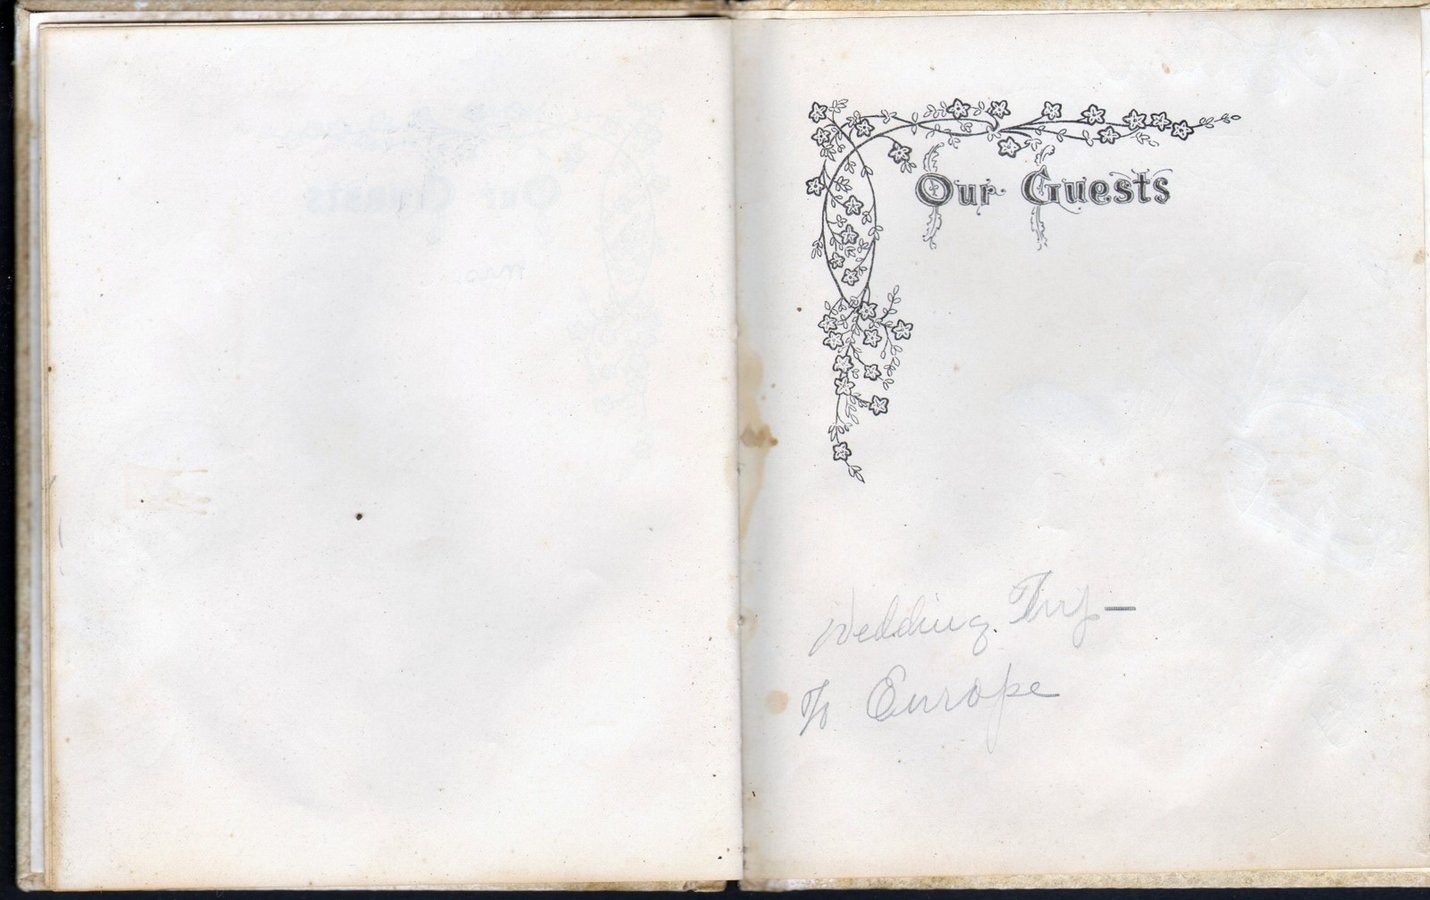 Our Guests
Wedding Trip —
To Europe